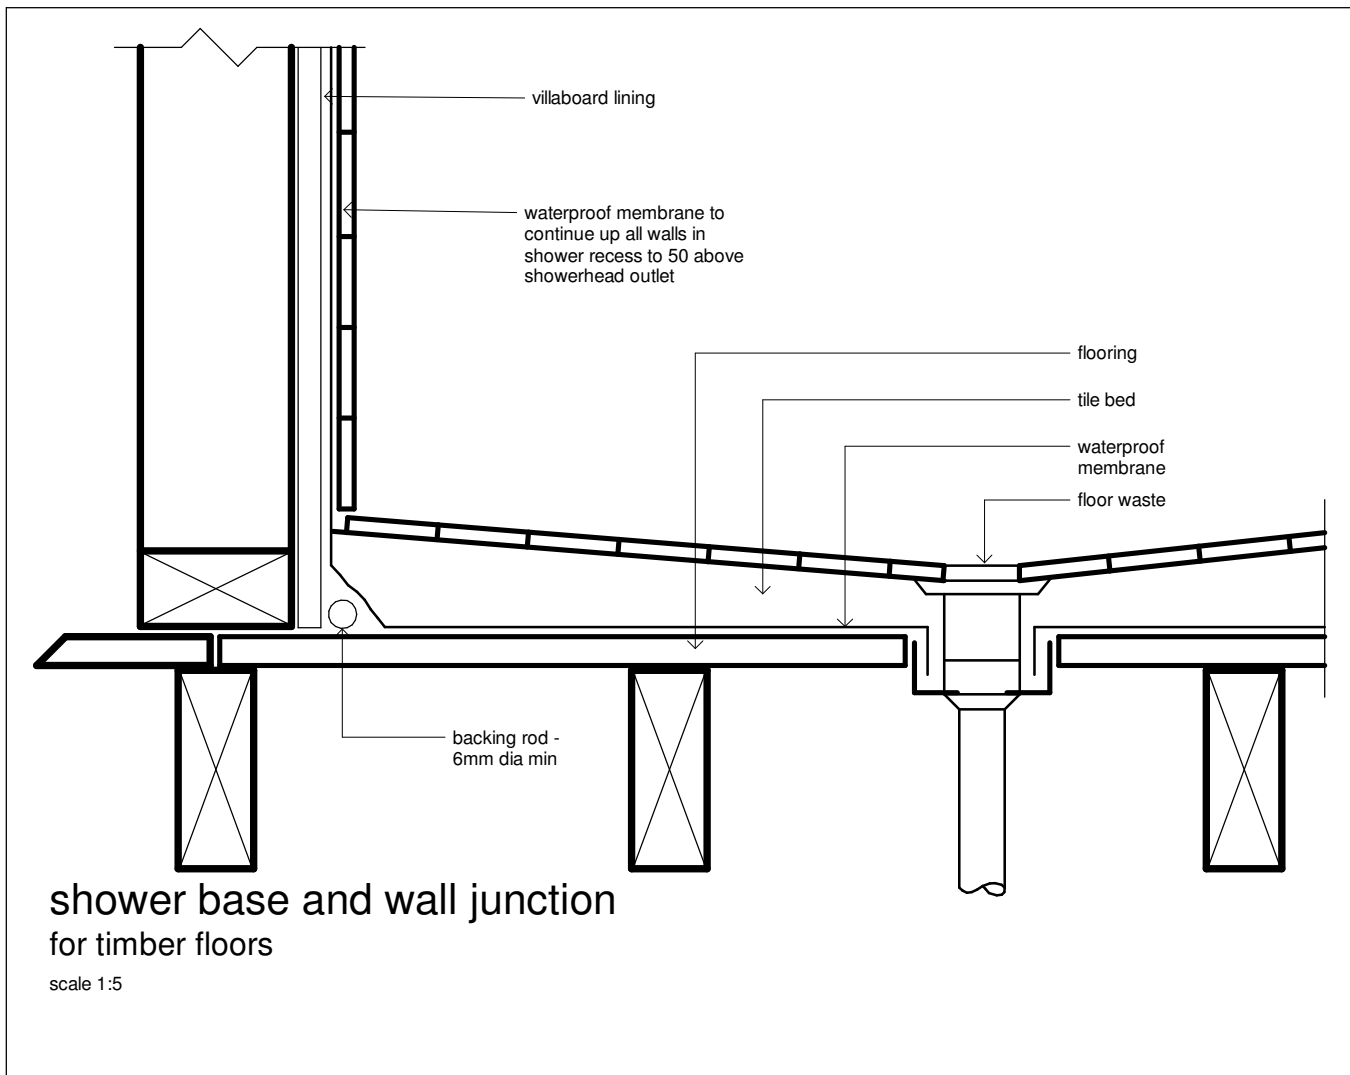 villaboard lining
waterproof membrane to
continue up all walls in
shower recess to 50 above
showerhead outlet
flooring
tile bed
waterproof
membrane
floor waste
backing rod -
6mm dia min
shower base and wall junction
for timber floors
scale 1:5